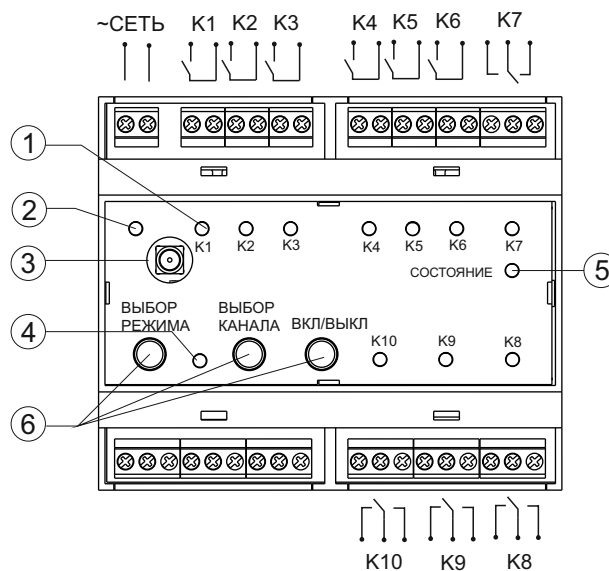 ~СЕТЬ K1 K2 K3 K4 K5 K6 K7
1
2
3
4
5
6
K1 K2 K3 K4 K5 K6 K7
СОСТОЯНИЕ
ВЫБОР
РЕЖИМА
ВЫБОР
КАНАЛА
ВКЛ/ВЫКЛ
K10 K9 K8
K10 K9 K8